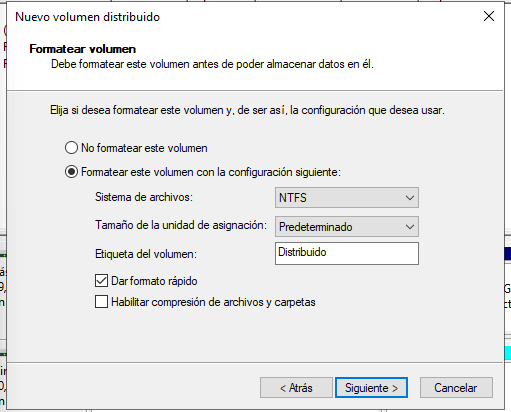 Nuevo volumen distribuido
Formatear volumen
Debe formatear este volumen antes de poder almacenar datos en él.
Elija si desea formatear este volumen y, de ser así, la configuración que desea usar.
No formatear este volumen
Formatear este volumen con la configuración siguiente:
Sistema de archivos: NTFS
Tamaño de la unidad de asignación: Predeterminado
Etiqueta del volumen: Distribuido
Dar formato rápido
Habilitar compresión de archivos y carpetas
< Atrás Siguiente > Cancelar